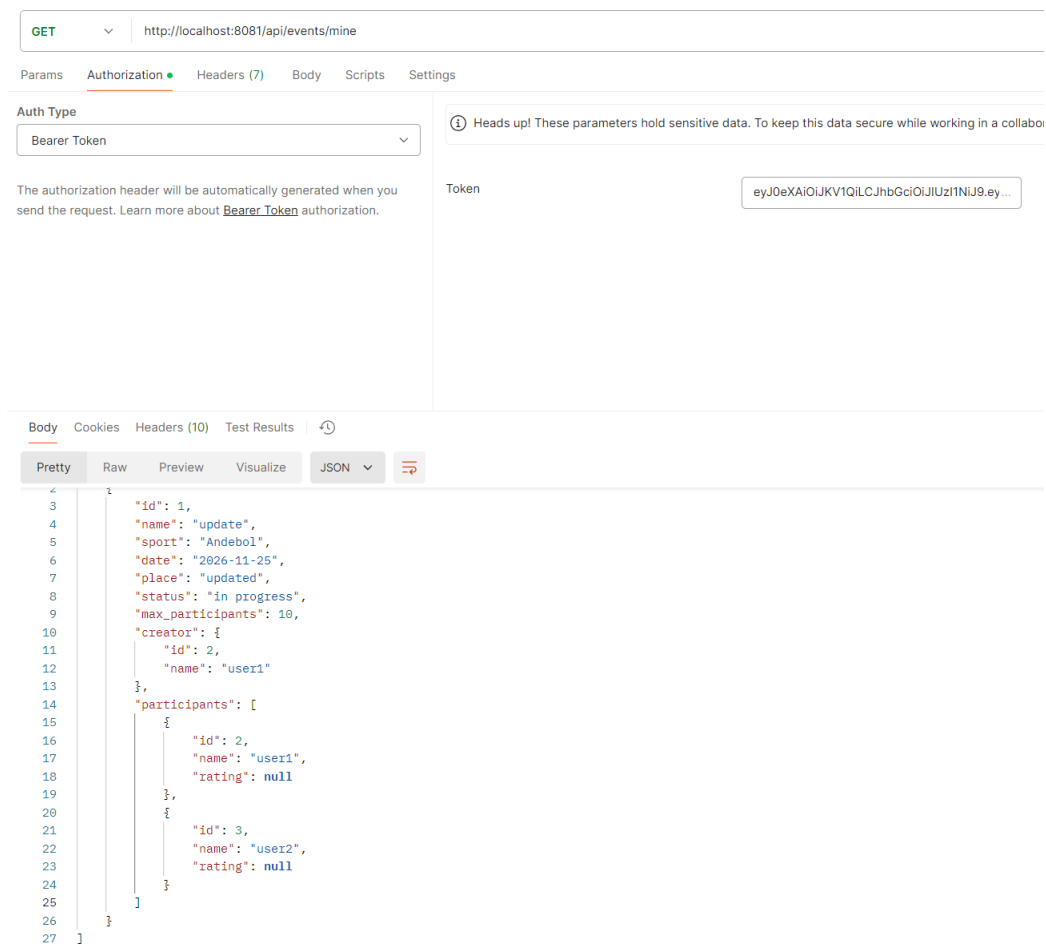 GET http://localhost:8081/api/events/mine
Params Authorization Headers (7) Body Scripts Settings
Auth Type
Bearer Token
Heads up! These parameters hold sensitive data. To keep this data secure while working in a collabor
The authorization header will be automatically generated when you
send the request. Learn more about Bearer Token authorization.
Token
eyJ0eXAiOiJKV1QiLCJhbGciOiJIUzI1NiJ9.ey...
Body Cookies Headers (10) Test Results
Pretty Raw Preview Visualize JSON
2 {
3 "id": 1,
4 "name": "update",
5 "sport": "Andebol",
6 "date": "2026-11-25",
7 "place": "updated",
8 "status": "in progress",
9 "max_participants": 10,
10 "creator": {
11 "id": 2,
12 "name": "user1"
13 },
14 "participants": [
15 {
16 "id": 2,
17 "name": "user1",
18 "rating": null
19 },
20 {
21 "id": 3,
22 "name": "user2",
23 "rating": null
24 }
25 ]
26 }
27 ]